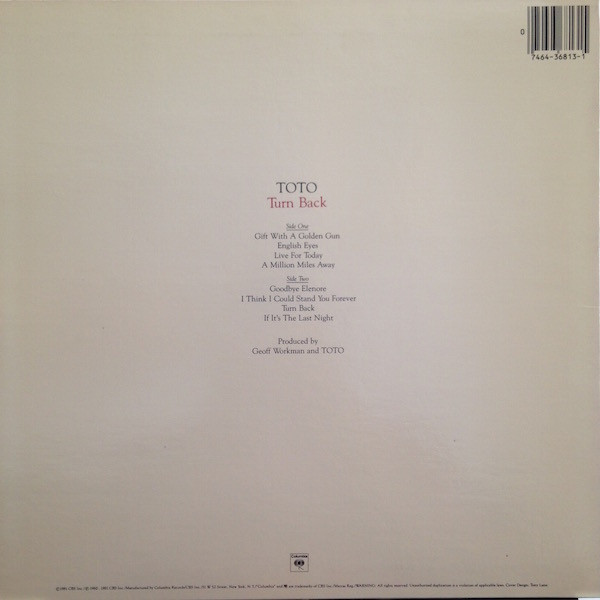 0
7464-36813-1
TOTO
Turn Back
Side One
Gift With A Golden Gun
English Eyes
Live For Today
A Million Miles Away
Side Two
Goodbye Elenore
I Think I Could Stand You Forever
Turn Back
If It's The Last Night
Produced by
Geoff Workman and TOTO
Columbia